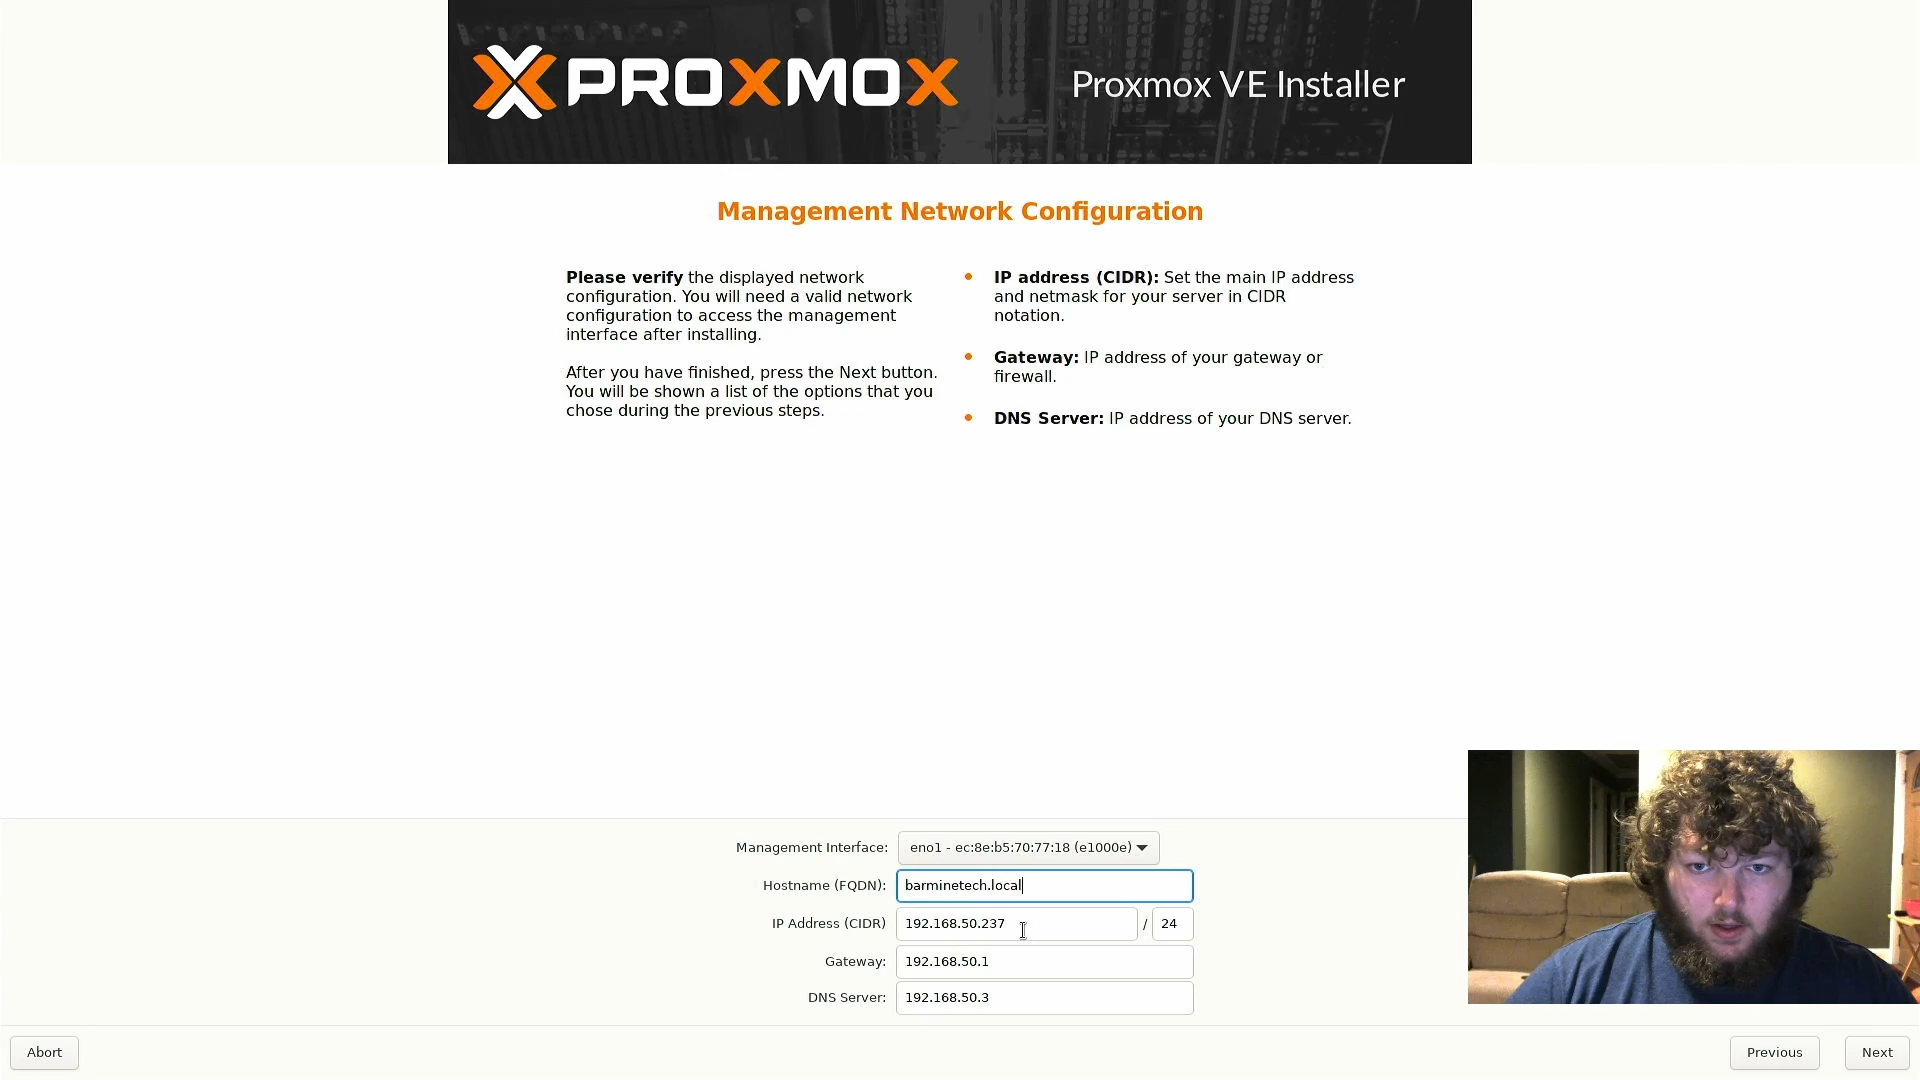 PROXMOX
Proxmox VE Installer
Management Network Configuration
Please verify the displayed network
configuration. You will need a valid network
configuration to access the management
interface after installing.
After you have finished, press the Next button.
You will be shown a list of the options that you
chose during the previous steps.
IP address (CIDR): Set the main IP address
and netmask for your server in CIDR
notation.
Gateway: IP address of your gateway or
firewall.
DNS Server: IP address of your DNS server.
Management Interface: eno1 - ec:8e:b5:70:77:18 (e1000e)
Hostname (FQDN): barminetech.local
IP Address (CIDR) 192.168.50.237 / 24
Gateway: 192.168.50.1
DNS Server: 192.168.50.3
Abort Previous Next